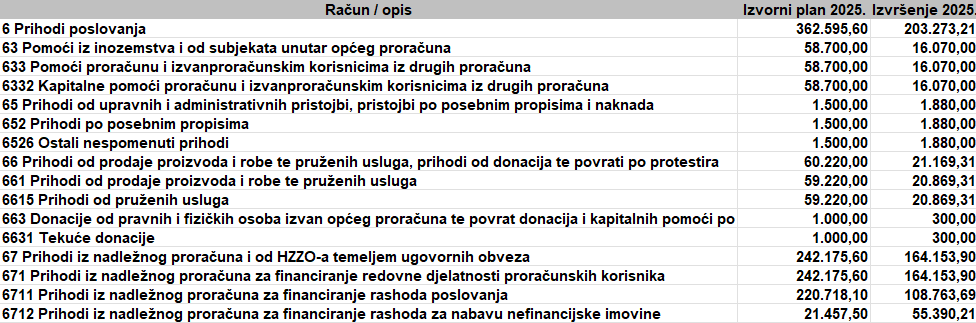 Račun / opis Izvorni plan 2025. Izvršenje 2025.
6 Prihodi poslovanja 362.595,60 203.273,21
63 Pomoći iz inozemstva i od subjekata unutar općeg proračuna 58.700,00 16.070,00
633 Pomoći proračunu i izvanproračunskim korisnicima iz drugih proračuna 58.700,00 16.070,00
6332 Kapitalne pomoći proračunu i izvanproračunskim korisnicima iz drugih proračuna 58.700,00 16.070,00
65 Prihodi od upravnih i administrativnih pristojbi, pristojbi po posebnim propisima i naknada 1.500,00 1.880,00
652 Prihodi po posebnim propisima 1.500,00 1.880,00
6526 Ostali nespomenuti prihodi 1.500,00 1.880,00
66 Prihodi od prodaje proizvoda i robe te pruženih usluga, prihodi od donacija te povrati po protestira 60.220,00 21.169,31
661 Prihodi od prodaje proizvoda i robe te pruženih usluga 59.220,00 20.869,31
6615 Prihodi od pruženih usluga 59.220,00 20.869,31
663 Donacije od pravnih i fizičkih osoba izvan općeg proračuna te povrat donacija i kapitalnih pomoći po 1.000,00 300,00
6631 Tekuće donacije 1.000,00 300,00
67 Prihodi iz nadležnog proračuna i od HZZO-a temeljem ugovornih obveza 242.175,60 164.153,90
671 Prihodi iz nadležnog proračuna za financiranje redovne djelatnosti proračunskih korisnika 242.175,60 164.153,90
6711 Prihodi iz nadležnog proračuna za financiranje rashoda poslovanja 220.718,10 108.763,69
6712 Prihodi iz nadležnog proračuna za financiranje rashoda za nabavu nefinancijske imovine 21.457,50 55.390,21